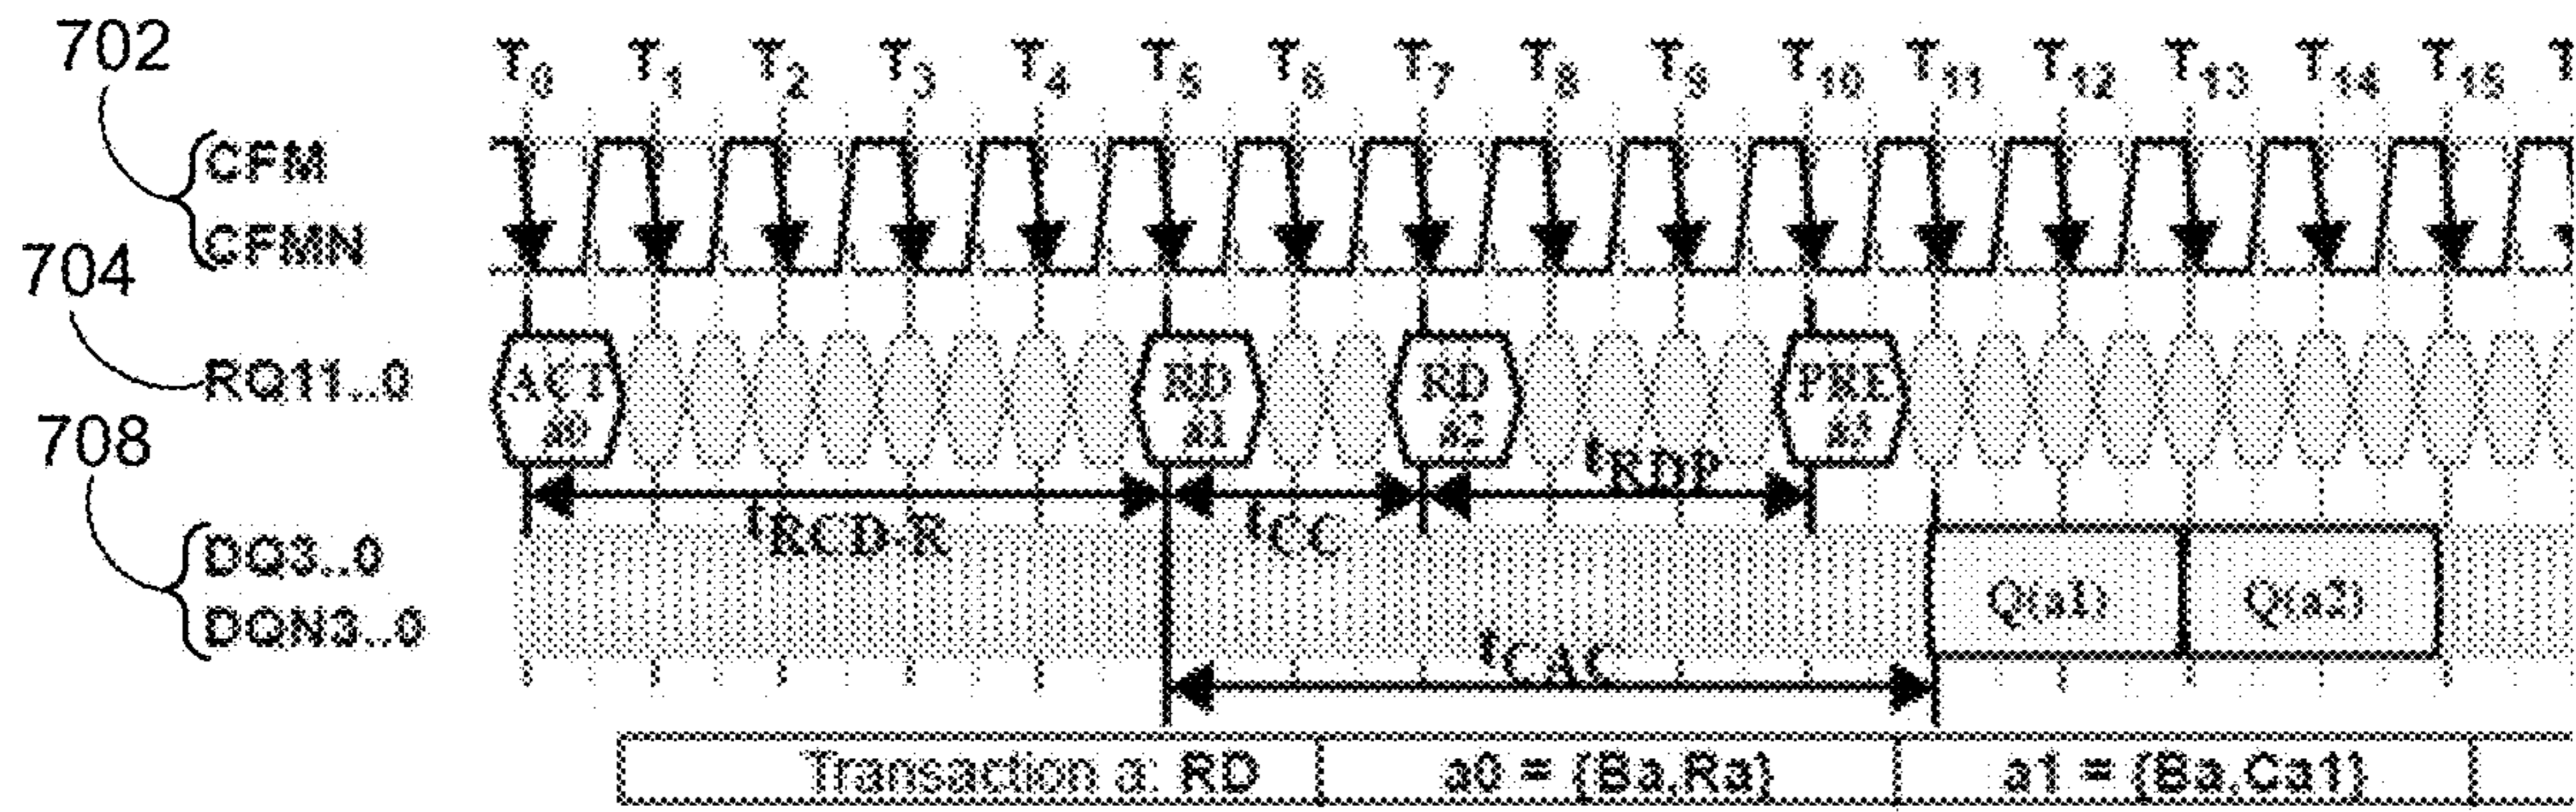 702
T0 T1 T2 T3 T4 T5 T6 T7 T8 T9 T10 T11 T12 T13 T14 T15 T
CFM
CFMN
704
RQ11..0
ACT a0
RD a1
RD a2
PRE a3
708
tRCD-R
tCC
tRDP
DQ3..0
DQN3..0
Q(a1)
Q(a2)
tCAC
Transaction a: RD
a0 = {Ba,Ra}
a1 = {Ba,Ca1}